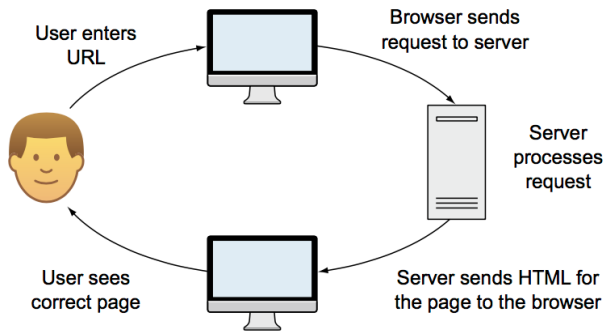 User enters
URL
Browser sends
request to server
Server
processes
request
Server sends HTML for
the page to the browser
User sees
correct page